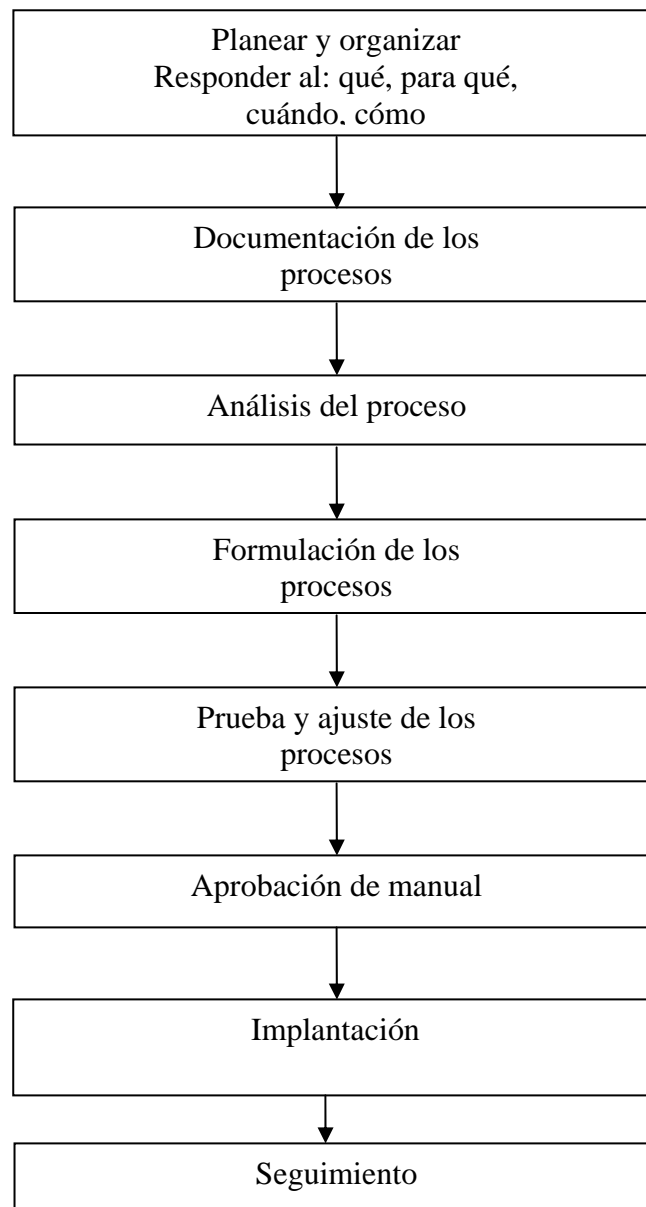 Planear y organizar
Responder al: qué, para qué,
cuándo, cómo
Documentación de los
procesos
Análisis del proceso
Formulación de los
procesos
Prueba y ajuste de los
procesos
Aprobación de manual
Implantación
Seguimiento